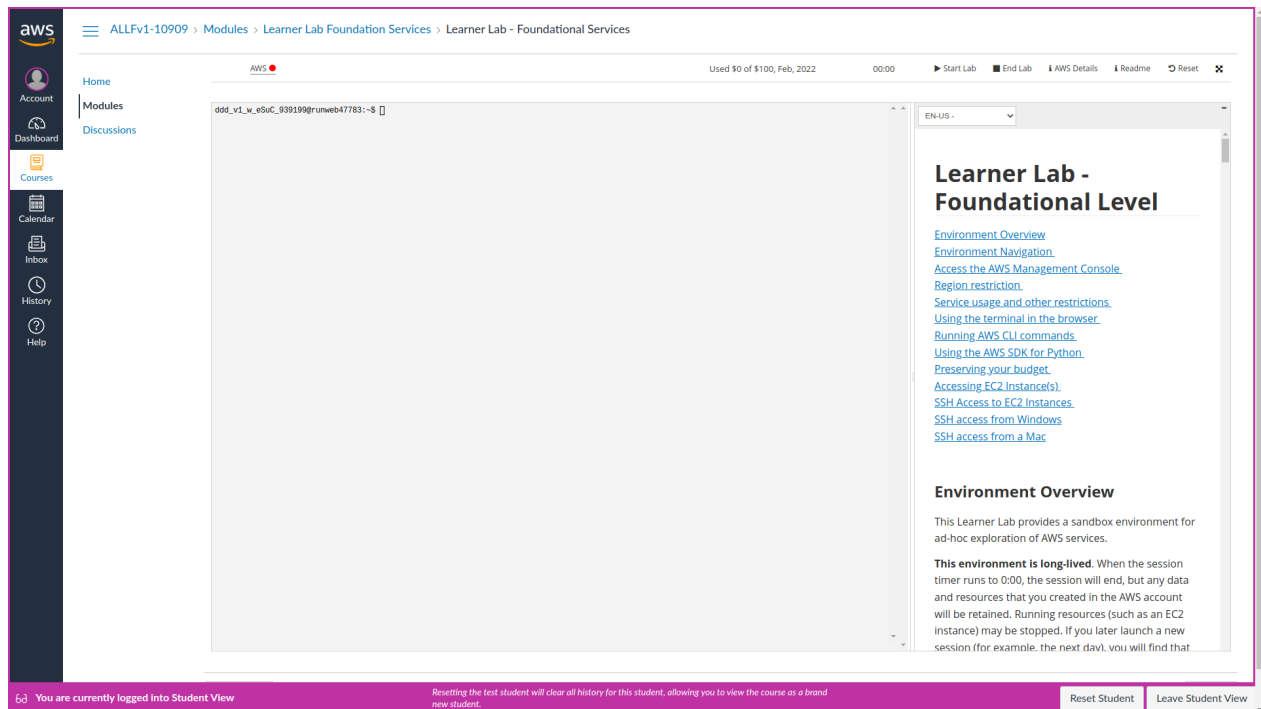 aws
ALLFv1-10909 > Modules > Learner Lab Foundation Services > Learner Lab - Foundational Services
Account
Dashboard
Courses
Calendar
Inbox
History
Help
Home
Modules
Discussions
AWS
Used $0 of $100, Feb, 2022
00:00
Start Lab
End Lab
AWS Details
Readme
Reset
ddd_v1_w_eSuC_939199@runweb47783:~$
EN-US -
Learner Lab -
Foundational Level
Environment Overview
Environment Navigation
Access the AWS Management Console
Region restriction
Service usage and other restrictions
Using the terminal in the browser
Running AWS CLI commands
Using the AWS SDK for Python
Preserving your budget
Accessing EC2 Instance(s)
SSH Access to EC2 Instances
SSH access from Windows
SSH access from a Mac
Environment Overview
This Learner Lab provides a sandbox environment for
ad-hoc exploration of AWS services.
This environment is long-lived. When the session
timer runs to 0:00, the session will end, but any data
and resources that you created in the AWS account
will be retained. Running resources (such as an EC2
instance) may be stopped. If you later launch a new
session (for example, the next day), you will find that
You are currently logged into Student View
Resetting the test student will clear all history for this student, allowing you to view the course as a brand
new student.
Reset Student
Leave Student View